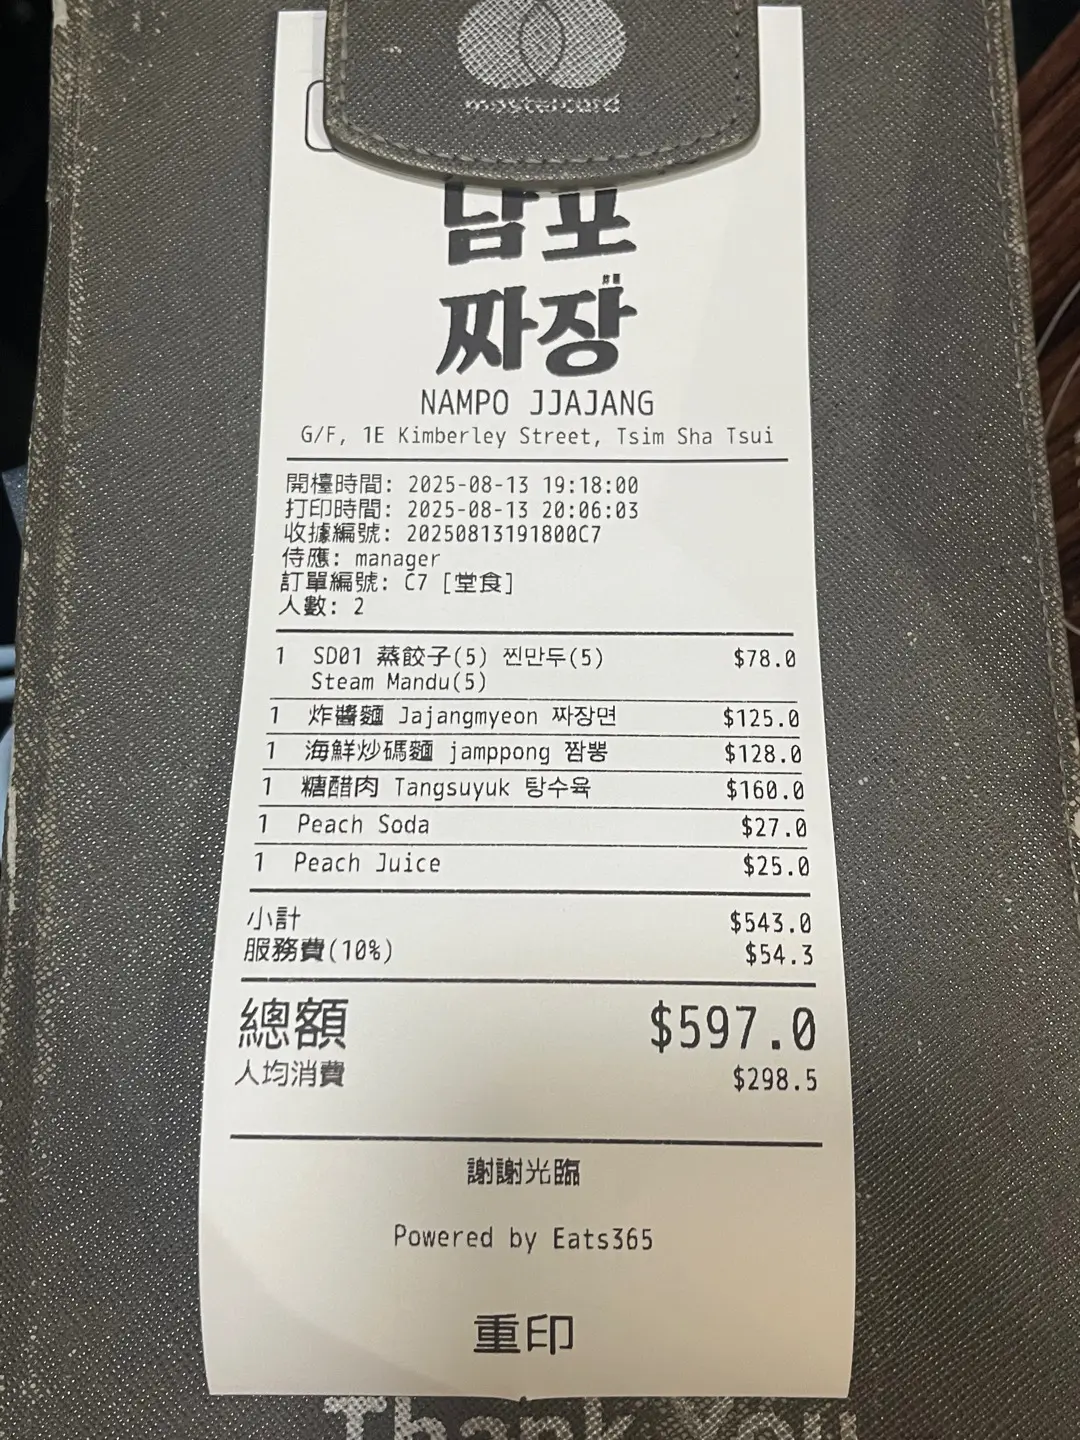 mastercard
남포
짜장
炸醬
NAMPO JJAJANG
G/F, 1E Kimberley Street, Tsim Sha Tsui
開檯時間: 2025-08-13 19:18:00
打印時間: 2025-08-13 20:06:03
收據編號: 20250813191800C7
侍應: manager
訂單編號: C7 [堂食]
人數: 2
1 SD01 蒸餃子(5) 찐만두(5) $78.0
Steam Mandu(5)
1 炸醬麵 Jajangmyeon 짜장면 $125.0
1 海鮮炒碼麵 jamppong 짬뽕 $128.0
1 糖醋肉 Tangsuyuk 탕수육 $160.0
1 Peach Soda $27.0
1 Peach Juice $25.0
小計 $543.0
服務費(10%) $54.3
總額 $597.0
人均消費 $298.5
謝謝光臨
Powered by Eats365
重印
Thank You